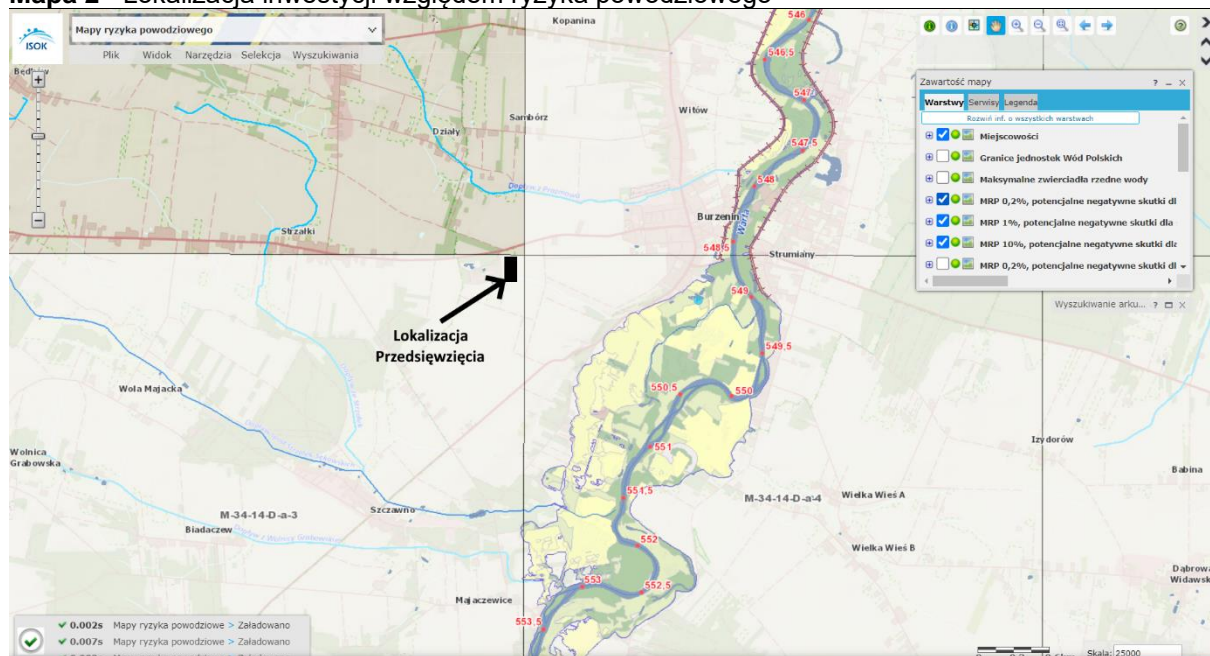 Mapa 2 - Lokalizacja inwestycji względem ryzyka powodziowego
ISOK
Mapy ryzyka powodziowego
Plik Widok Narzędzia Selekcja Wyszukiwania
Kopanina
546
546,5
547
Witów
Sambórz
Działy
547,5
548
Burzenin
Warta
548,5
Strumiany
Strzałki
549
549,5
Lokalizacja
Przedsięwzięcia
Wola Majacka
550,5
550
551
Izydorów
Wolnica
Grabowska
Babina
551,5
M-34-14-D-a-4
Wielka Wieś A
M-34-14-D-a-3
Szczawno
Biadaczew
552
Wielka Wieś B
Dąbrowa
Widawsk
553
552,5
Majaczewice
553,5
Zawartość mapy
Warstwy Serwisy Legenda
Rozwiń inf. o wszystkich warstwach
Miejscowości
Granice jednostek Wód Polskich
Maksymalne zwierciadła rzedne wody
MRP 0,2%, potencjalne negatywne skutki dl
MRP 1%, potencjalne negatywne skutki dla
MRP 10%, potencjalne negatywne skutki dla
MRP 0,2%, potencjalne negatywne skutki dl
Wyszukiwanie arku...
0.002s Mapy ryzyka powodziowe > Załadowano
0.007s Mapy ryzyka powodziowe > Załadowano
Skala: 25000